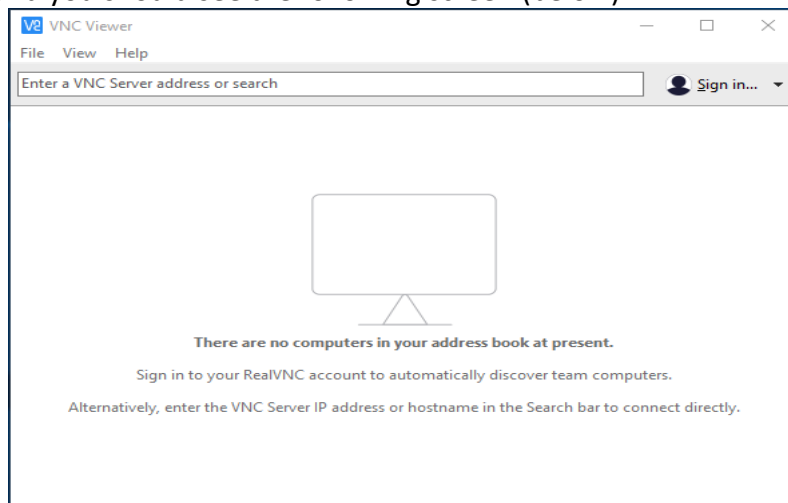 VNC Viewer
File View Help
Enter a VNC Server address or search
Sign in...
There are no computers in your address book at present.
Sign in to your RealVNC account to automatically discover team computers.
Alternatively, enter the VNC Server IP address or hostname in the Search bar to connect directly.